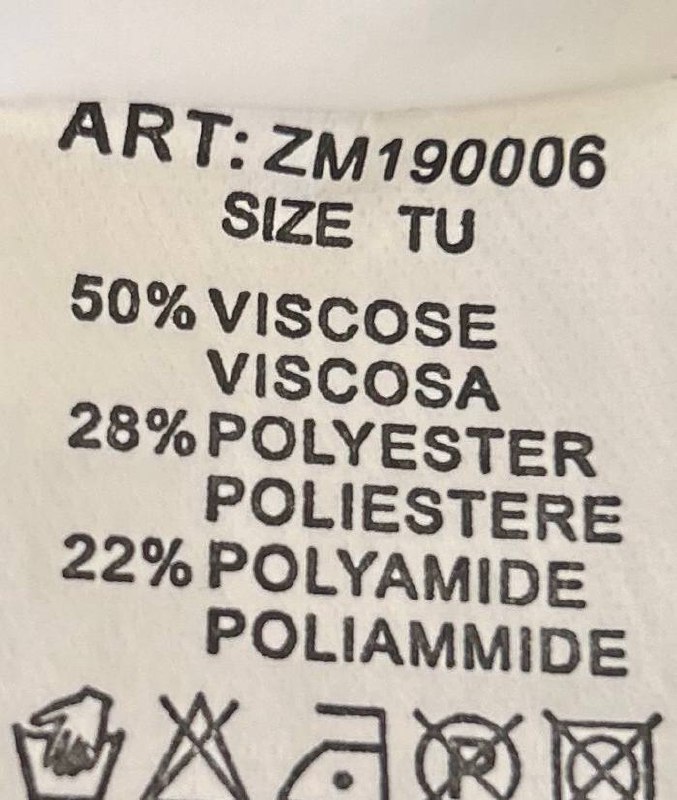 ART: ZM190006
SIZE TU
50% VISCOSE
VISCOSA
28% POLYESTER
POLIESTERE
22% POLYAMIDE
POLIAMMIDE
P